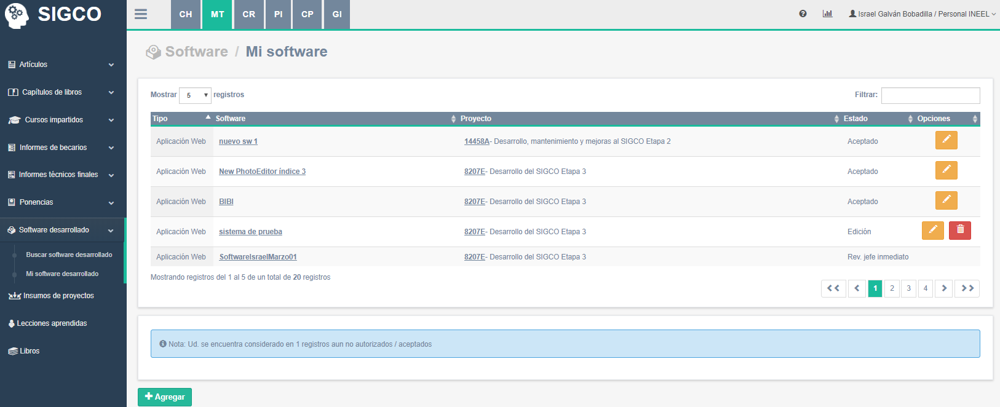 SIGCO
CH MT CR PI CP GI
Israel Galván Bobadilla / Personal INEEL
Artículos
Capítulos de libros
Cursos impartidos
Informes de becarios
Informes técnicos finales
Ponencias
Software desarrollado
Buscar software desarrollado
Mi software desarrollado
Insumos de proyectos
Lecciones aprendidas
Libros
Software / Mi software
Mostrar 5 registros
Filtrar:
Tipo Software Proyecto Estado Opciones
Aplicación Web nuevo sw 1 14458A- Desarrollo, mantenimiento y mejoras al SIGCO Etapa 2 Aceptado
Aplicación Web New PhotoEditor índice 3 8207E- Desarrollo del SIGCO Etapa 3 Aceptado
Aplicación Web BIBI 8207E- Desarrollo del SIGCO Etapa 3 Aceptado
Aplicación Web sistema de prueba 8207E- Desarrollo del SIGCO Etapa 3 Edición
Aplicación Web SoftwareIsraelMarzo01 8207E- Desarrollo del SIGCO Etapa 3 Rev. jefe inmediato
Mostrando registros del 1 al 5 de un total de 20 registros
1 2 3 4
Nota: Ud. se encuentra considerado en 1 registros aun no autorizados / aceptados
Agregar